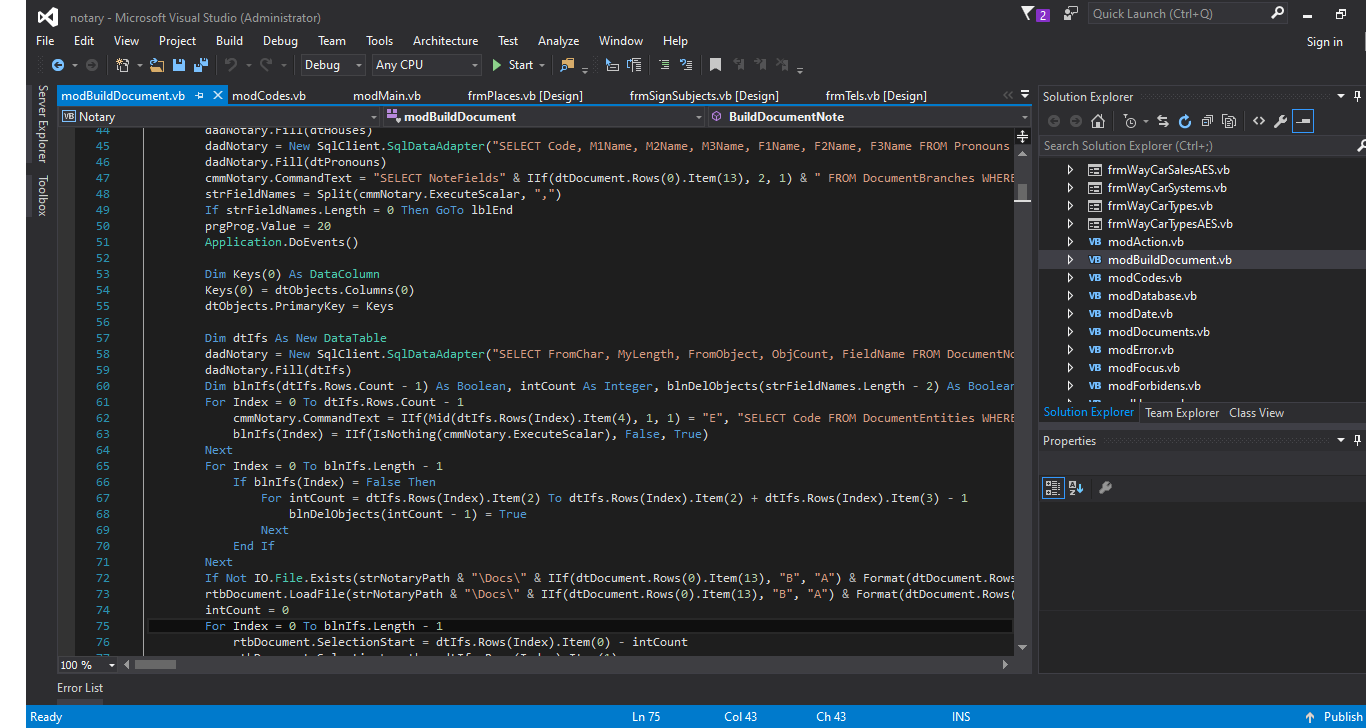 notary - Microsoft Visual Studio (Administrator)
2
Quick Launch (Ctrl+Q)
File Edit View Project Build Debug Team Tools Architecture Test Analyze Window Help
Sign in
Debug Any CPU Start
Server Explorer
Toolbox
modBuildDocument.vb modCodes.vb modMain.vb frmPlaces.vb [Design] frmSignSubjects.vb [Design] frmTels.vb [Design]
VB Notary modBuildDocument BuildDocumentNote
44 dadNotary.Fill(dtHouses)
45 dadNotary = New SqlClient.SqlDataAdapter("SELECT Code, M1Name, M2Name, M3Name, F1Name, F2Name, F3Name FROM Pronouns
46 dadNotary.Fill(dtPronouns)
47 cmmNotary.CommandText = "SELECT NoteFields" & IIf(dtDocument.Rows(0).Item(13), 2, 1) & " FROM DocumentBranches WHERE
48 strFieldNames = Split(cmmNotary.ExecuteScalar, ",")
49 If strFieldNames.Length = 0 Then GoTo lblEnd
50 prgProg.Value = 20
51 Application.DoEvents()
52
53 Dim Keys(0) As DataColumn
54 Keys(0) = dtObjects.Columns(0)
55 dtObjects.PrimaryKey = Keys
56
57 Dim dtIfs As New DataTable
58 dadNotary = New SqlClient.SqlDataAdapter("SELECT FromChar, MyLength, FromObject, ObjCount, FieldName FROM DocumentNo
59 dadNotary.Fill(dtIfs)
60 Dim blnIfs(dtIfs.Rows.Count - 1) As Boolean, intCount As Integer, blnDelObjects(strFieldNames.Length - 2) As Boolean
61 For Index = 0 To dtIfs.Rows.Count - 1
62 cmmNotary.CommandText = IIf(Mid(dtIfs.Rows(Index).Item(4), 1, 1) = "E", "SELECT Code FROM DocumentEntities WHERE
63 blnIfs(Index) = IIf(IsNothing(cmmNotary.ExecuteScalar), False, True)
64 Next
65 For Index = 0 To blnIfs.Length - 1
66 If blnIfs(Index) = False Then
67 For intCount = dtIfs.Rows(Index).Item(2) To dtIfs.Rows(Index).Item(2) + dtIfs.Rows(Index).Item(3) - 1
68 blnDelObjects(intCount - 1) = True
69 Next
70 End If
71 Next
72 If Not IO.File.Exists(strNotaryPath & "\Docs\" & IIf(dtDocument.Rows(0).Item(13), "B", "A") & Format(dtDocument.Rows
73 rtbDocument.LoadFile(strNotaryPath & "\Docs\" & IIf(dtDocument.Rows(0).Item(13), "B", "A") & Format(dtDocument.Rows(
74 intCount = 0
75 For Index = 0 To blnIfs.Length - 1
76 rtbDocument.SelectionStart = dtIfs.Rows(Index).Item(0) - intCount
100 %
Solution Explorer
Search Solution Explorer (Ctrl+;)
frmWayCarSalesAES.vb
frmWayCarSystems.vb
frmWayCarTypes.vb
frmWayCarTypesAES.vb
VB modAction.vb
VB modBuildDocument.vb
VB modCodes.vb
VB modDatabase.vb
VB modDate.vb
VB modDocuments.vb
VB modError.vb
VB modFocus.vb
VB modForbidens.vb
Solution Explorer Team Explorer Class View
Properties
Error List
Ready Ln 75 Col 43 Ch 43 INS Publish